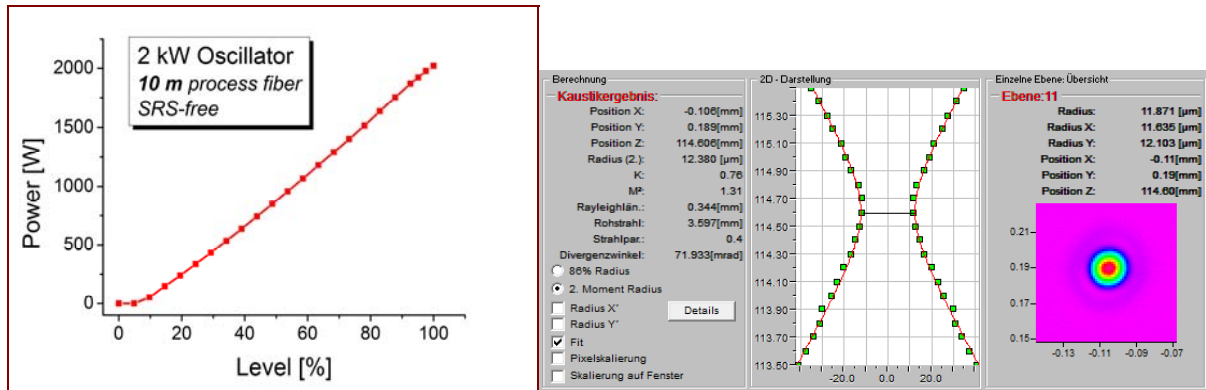 2 kW Oscillator
10 m process fiber
SRS-free
2000
1500
1000
500
0
Power [W]
0 20 40 60 80 100
Level [%]
Berechnung
Kaustikergebnis:
Position X: -0.106[mm]
Position Y: 0.189[mm]
Position Z: 114.606[mm]
Radius (2.): 12.380 [µm]
K: 0.76
M²: 1.31
Rayleighlän.: 0.344[mm]
Rohstrahl: 3.597[mm]
Strahlpar.: 0.4
Divergenzwinkel: 71.933[mrad]
86% Radius
2. Moment Radius
Radius X'
Radius Y'
Details
Fit
Pixelskalierung
Skalierung auf Fenster
2D - Darstellung
115.30
115.10
114.90
114.70
114.50
114.30
114.10
113.90
113.70
113.50
-20.0 0.0 20.0
Einzelne Ebene: Übersicht
Ebene:11
Radius: 11.871 [µm]
Radius X: 11.635 [µm]
Radius Y: 12.103 [µm]
Position X: -0.11[mm]
Position Y: 0.19[mm]
Position Z: 114.60[mm]
0.21
0.19
0.17
0.15
-0.13 -0.11 -0.09 -0.07